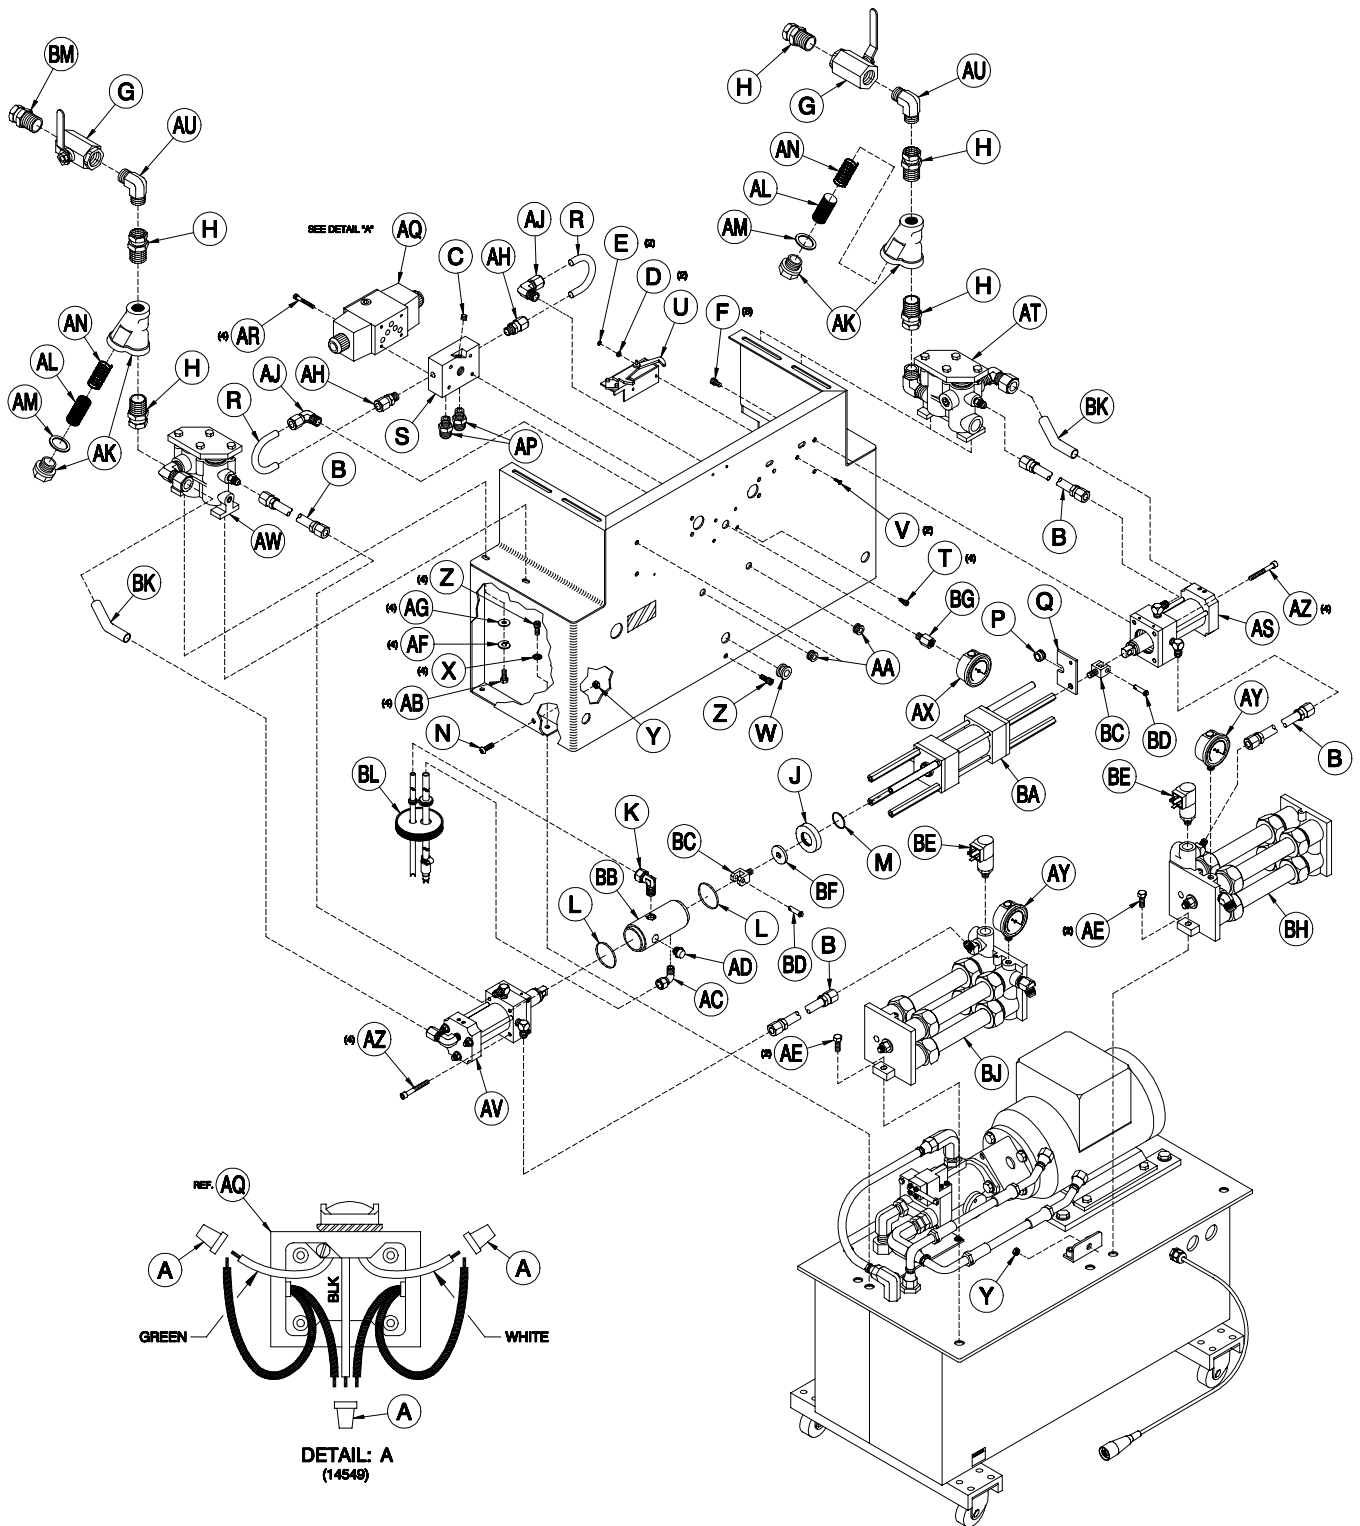 BM
G
AU
H
AN
AL
AM
AK
H
AJ
R
AW
B
BK
SEE DETAIL "A"
AQ
(4) AR
C
AH
AH
S
AP
AJ
R
E (2)
D (2)
U
F (3)
H
G
AU
AN
AL
AM
AK
H
H
AT
BK
B
V (2)
T (4)
BG
AX
AA
P
Q
AZ (4)
AS
BC
BD
AY
B
BE
BH
(2) AE
(4) Z
(4) AG
(4) AF
(4) X
(4) AB
N
Y
Z
W
BL
K
BB
L
BC
BF
J
M
BA
L
BD
AD
AC
B
BE
AY
(2) AE
BJ
(4) AZ
AV
Y
REF. AQ
A
A
BLK
GREEN
WHITE
A
DETAIL: A
(14549)